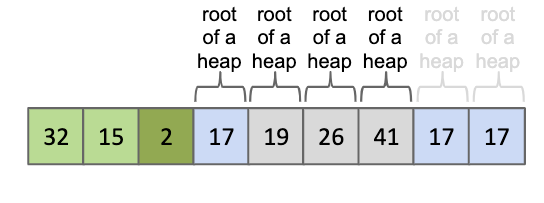 root root root root root root
of a of a of a of a of a of a
heap heap heap heap heap heap
32 15 2 17 19 26 41 17 17